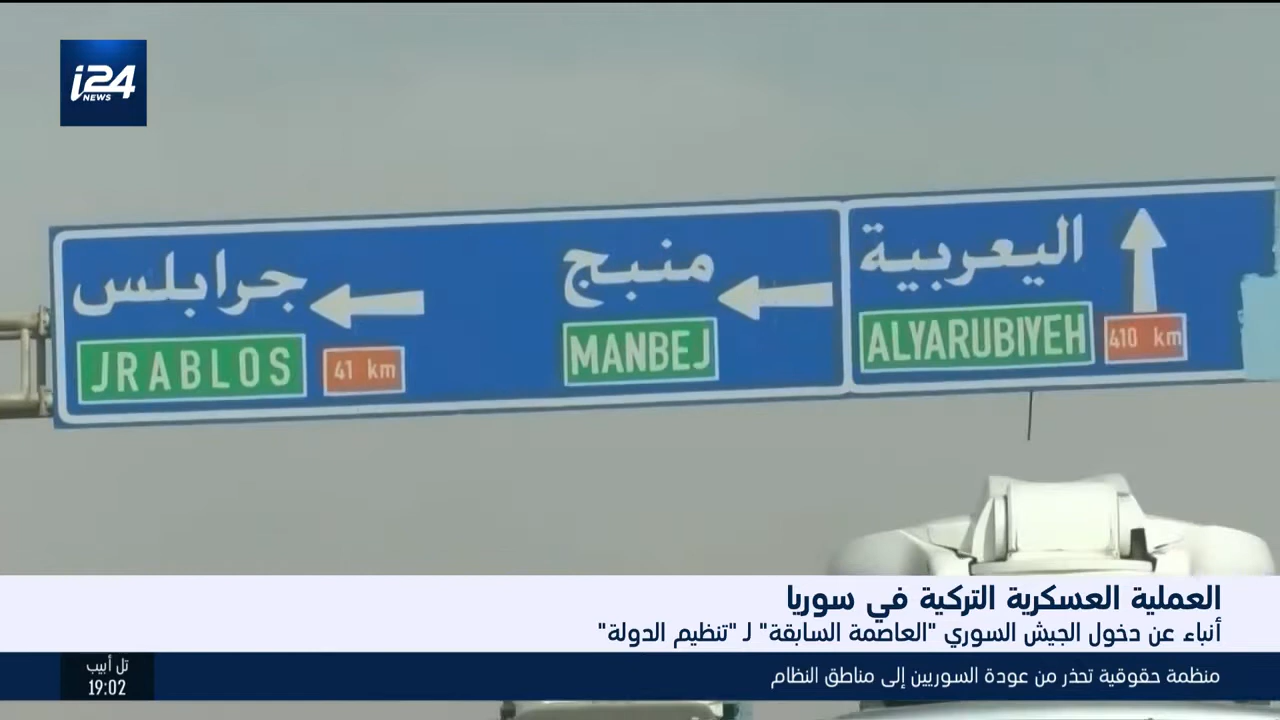 i24
NEWS
اليعربية
ALYARUBIYEH
410 km
منبج
MANBEJ
جرابلس
JRABLOS
41 km
العملية العسكرية التركية في سوريا
أنباء عن دخول الجيش السوري "العاصمة السابقة" لـ "تنظيم الدولة"
منظمة حقوقية تحذر من عودة السوريين إلى مناطق النظام
تل أبيب
19:02